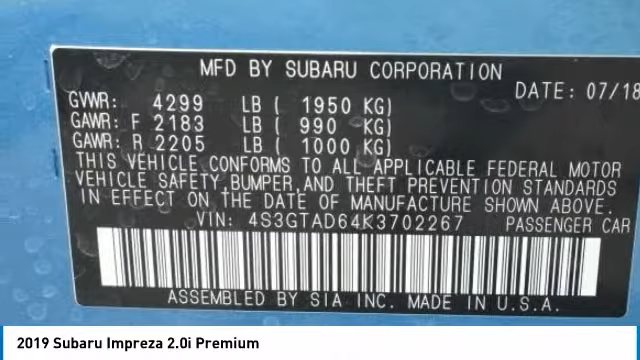 MFD BY SUBARU CORPORATION
DATE: 07/18
GVWR: 4299 LB ( 1950 KG)
GAWR: F 2183 LB ( 990 KG)
GAWR: R 2205 LB ( 1000 KG)
THIS VEHICLE CONFORMS TO ALL APPLICABLE FEDERAL MOTOR
VEHICLE SAFETY,BUMPER,AND THEFT PREVENTION STANDARDS
IN EFFECT ON THE DATE OF MANUFACTURE SHOWN ABOVE.
VIN: 4S3GTAD64K3702267 PASSENGER CAR
ASSEMBLED BY SIA INC. MADE IN U.S.A.
2019 Subaru Impreza 2.0i Premium